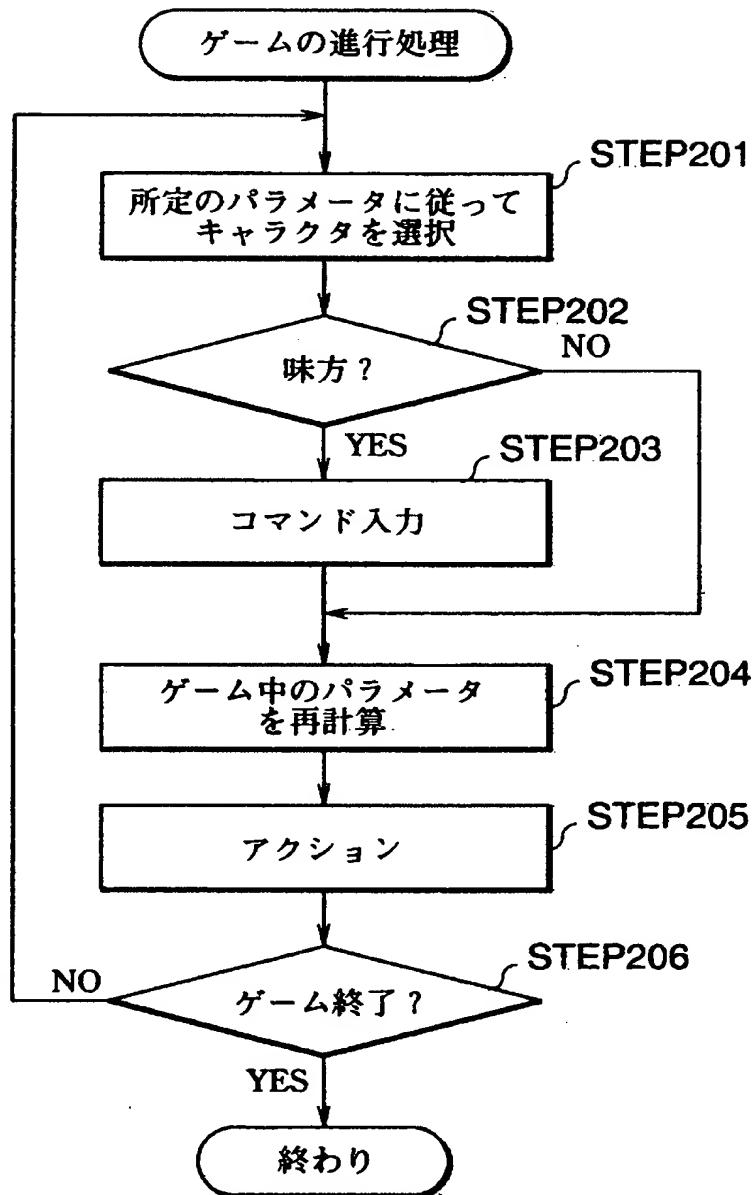 ゲームの進行処理
STEP201
所定のパラメータに従って
キャラクタを選択
STEP202
味方？
NO
YES
STEP203
コマンド入力
STEP204
ゲーム中のパラメータ
を再計算
STEP205
アクション
STEP206
NO
ゲーム終了？
YES
終わり